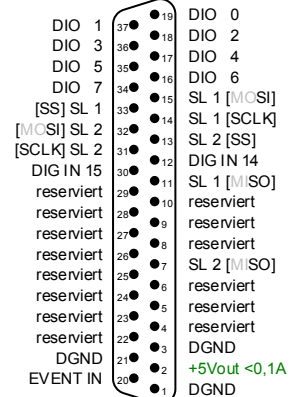 19 DIO 0
DIO 1 37
18 DIO 2
DIO 3 36
17 DIO 4
DIO 5 35
16 DIO 6
DIO 7 34
15 SL 1 [MOSI]
[SS] SL 1 33
14 SL 1 [SCLK]
[MOSI] SL 2 32
13 SL 2 [SS]
[SCLK] SL 2 31
12 DIG IN 14
DIG IN 15 30
11 SL 1 [MISO]
reserviert 29
10 reserviert
reserviert 28
9 reserviert
reserviert 27
8 reserviert
reserviert 26
7 SL 2 [MISO]
reserviert 25
6 reserviert
reserviert 24
5 reserviert
reserviert 23
4 reserviert
reserviert 22
3 DGND
DGND 21
2 +5Vout <0,1A
EVENT IN 20
1 DGND